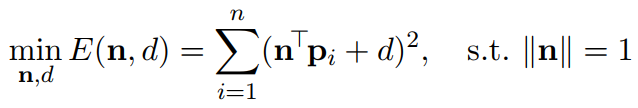 min_{𝐧,d} E(𝐧, d) = ∑_{i=1}^{n} (𝐧^⊤ 𝐩_i + d)^2,  s.t. ‖𝐧‖ = 1